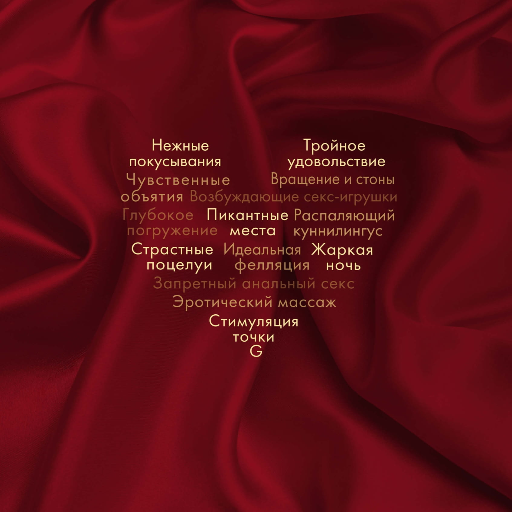 Нежные
покусывания
Тройное
удовольствие
Чувственные
объятия
Вращение и стоны
Возбуждающие секс-игрушки
Глубокое
погружение
Пикантные
места
Распаляющий
куннилингус
Страстные
поцелуи
Идеальная
фелляция
Жаркая
ночь
Запретный анальный секс
Эротический массаж
Стимуляция
точки
G